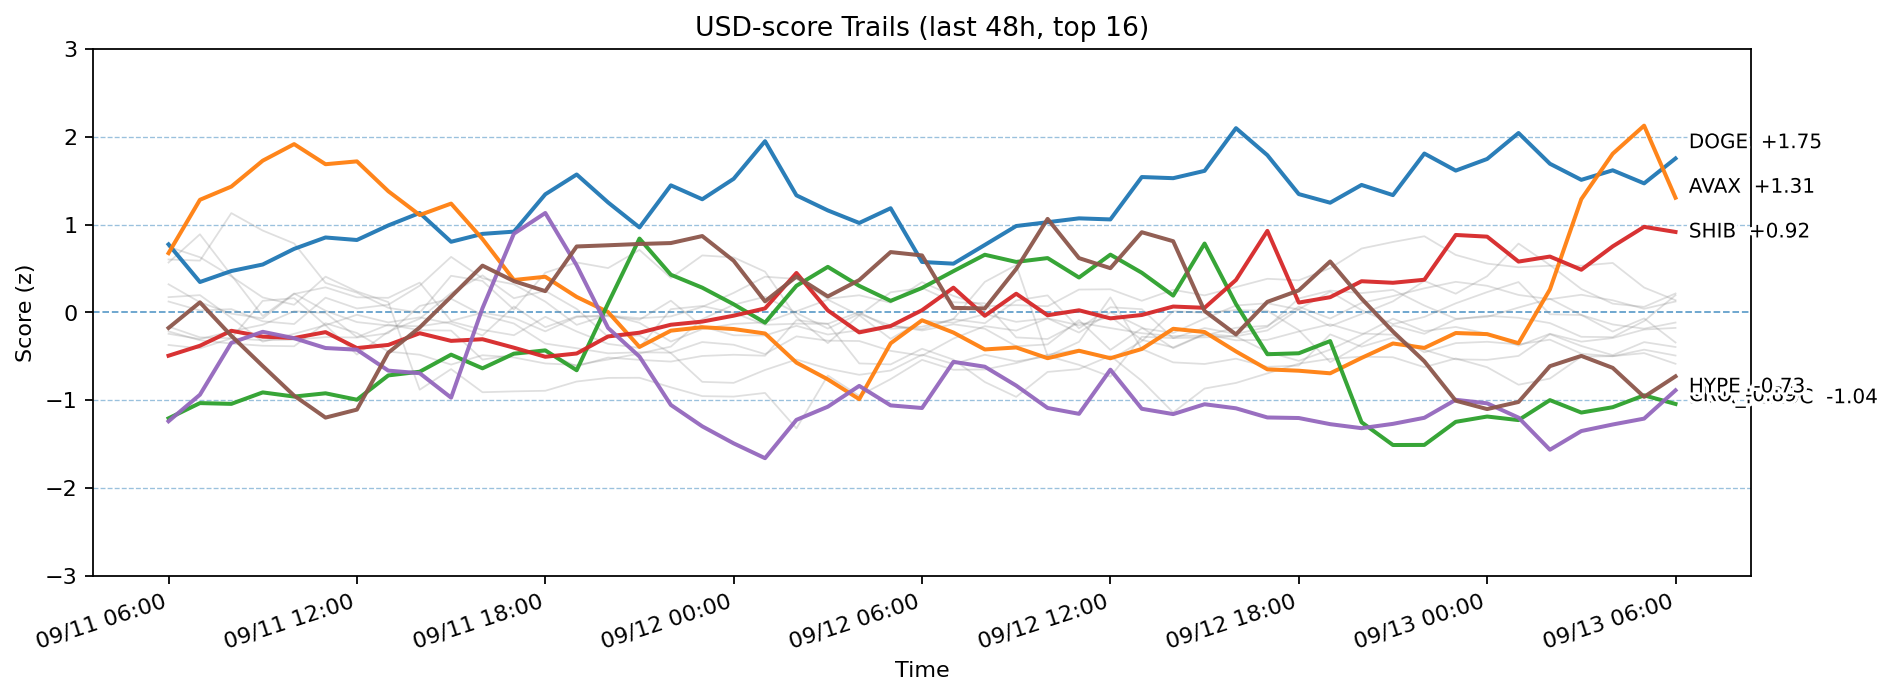 USD-score Trails (last 48h, top 16)
3
2
1
0
−1
−2
−3
Score (z)
DOGE +1.75
AVAX +1.31
SHIB +0.92
HYPE -0.73
-1.04
09/11 06:00
09/11 12:00
09/11 18:00
09/12 00:00
09/12 06:00
09/12 12:00
09/12 18:00
09/13 00:00
09/13 06:00
Time